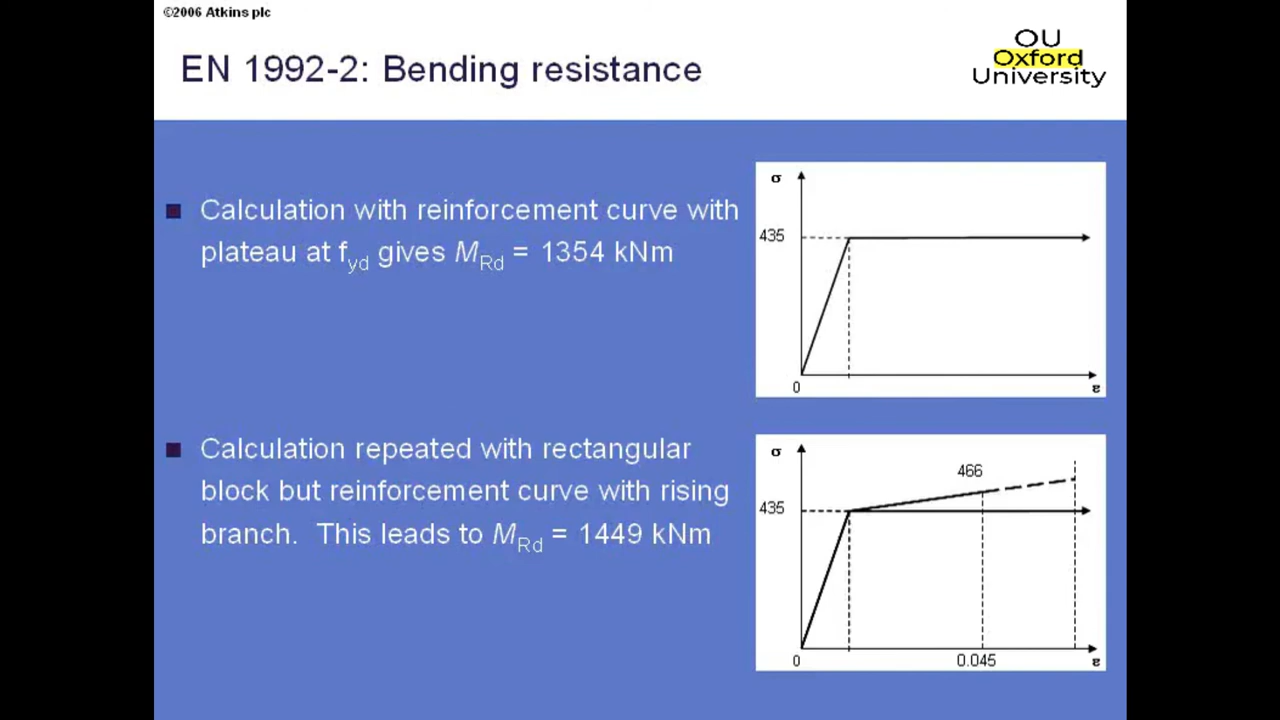 ©2006 Atkins plc
EN 1992-2: Bending resistance
OU
Oxford
University
Calculation with reinforcement curve with
plateau at fyd gives MRd = 1354 kNm
σ
435
0
ε
Calculation repeated with rectangular
block but reinforcement curve with rising
branch. This leads to MRd = 1449 kNm
σ
466
435
0
0.045
ε